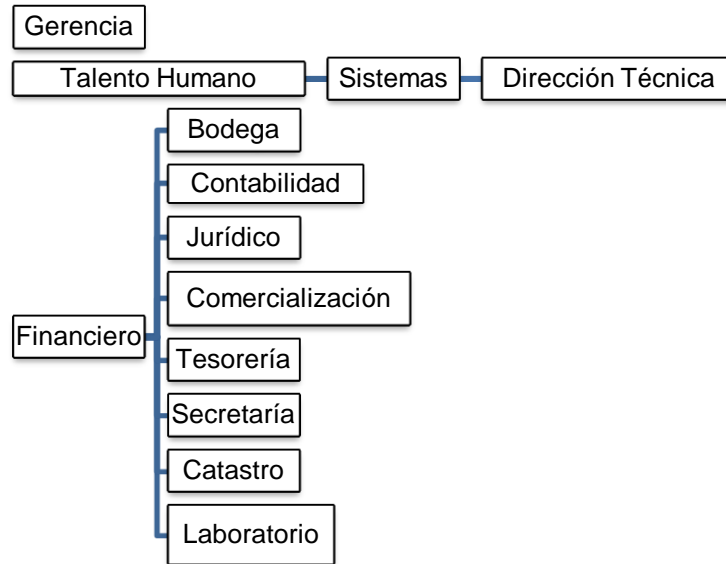 Gerencia
Talento Humano
Sistemas
Dirección Técnica
Bodega
Contabilidad
Jurídico
Comercialización
Financiero
Tesorería
Secretaría
Catastro
Laboratorio